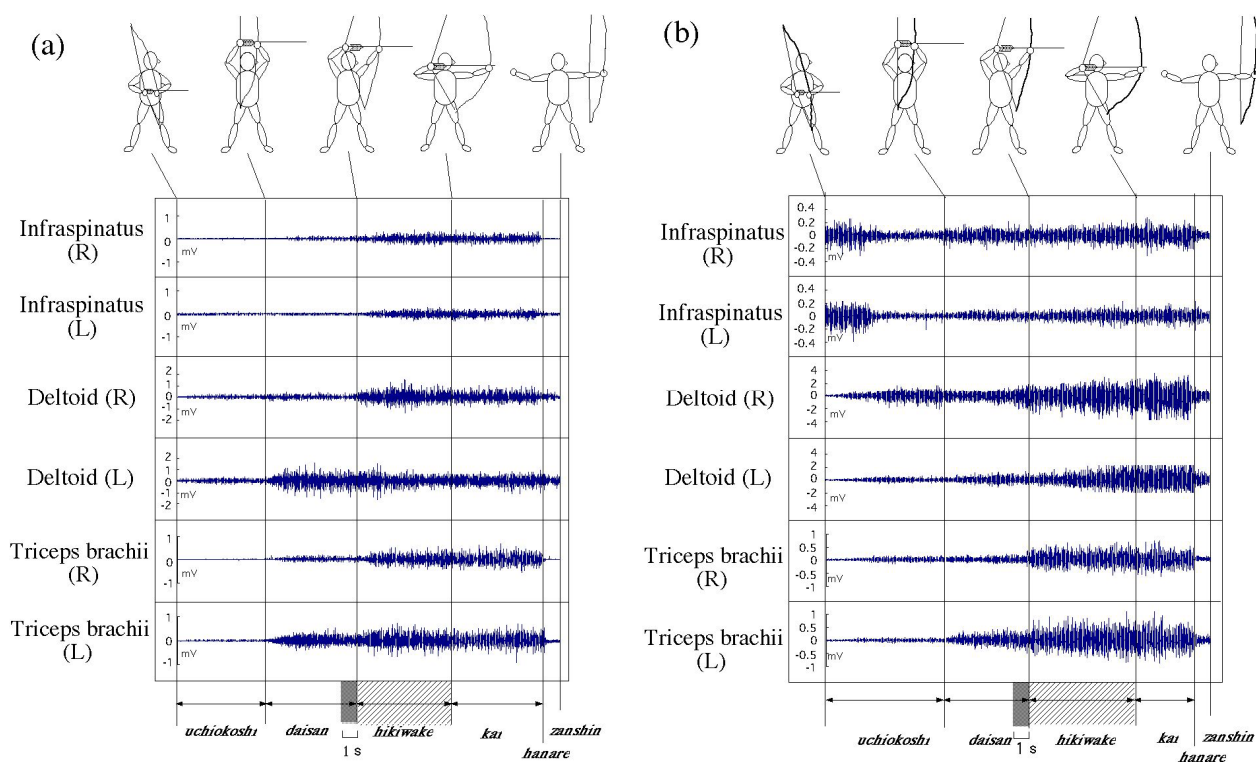 (a)
Infraspinatus
(R)
1
0
mV
-1
Infraspinatus
(L)
1
0
mV
-1
Deltoid (R)
2
1
0
-1
mV
-2
Deltoid (L)
2
1
0
-1
mV
-2
Triceps brachii
(R)
1
0
mV
-1
Triceps brachii
(L)
1
0
mV
-1
uchiokoshi daisan hikiwake kai zanshin
1 s
hanare
(b)
Infraspinatus
(R)
0.4
0.2
0
-0.2
mV
-0.4
Infraspinatus
(L)
0.4
0.2
0
-0.2
mV
-0.4
Deltoid (R)
4
2
0
-2
mV
-4
Deltoid (L)
4
2
0
-2
mV
-4
Triceps brachii
(R)
1
0.5
0
-0.5
mV
-1
Triceps brachii
(L)
1
0.5
0
-0.5
mV
-1
uchiokoshi daisan hikiwake kai zanshin
1 s
hanare